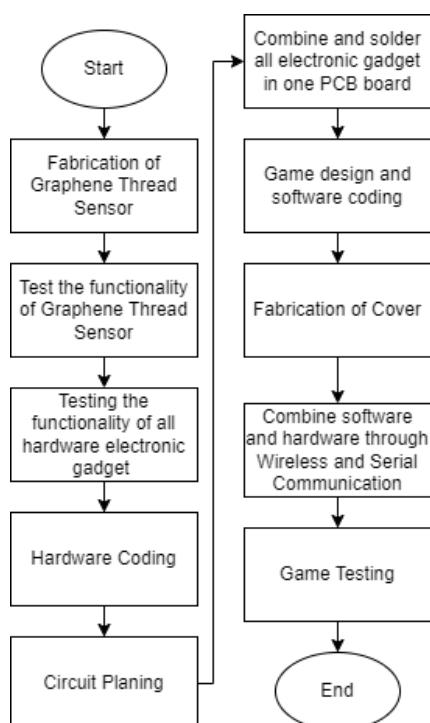 Start
Fabrication of
Graphene Thread
Sensor
Test the functionality
of Graphene Thread
Sensor
Testing the
functionality of all
hardware electronic
gadget
Hardware Coding
Circuit Planing
Combine and solder
all electronic gadget
in one PCB board
Game design and
software coding
Fabrication of Cover
Combine software
and hardware through
Wireless and Serial
Communication
Game Testing
End